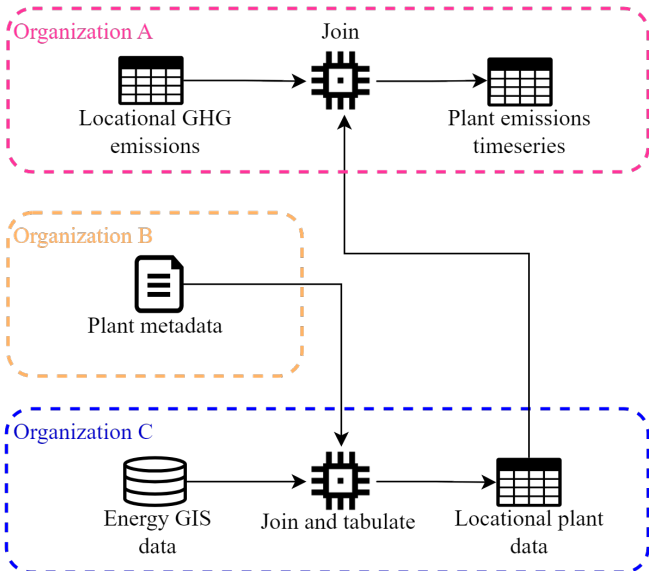 Organization A
Join
Locational GHG
emissions
Plant emissions
timeseries
Organization B
Plant metadata
Organization C
Energy GIS
data
Join and tabulate
Locational plant
data